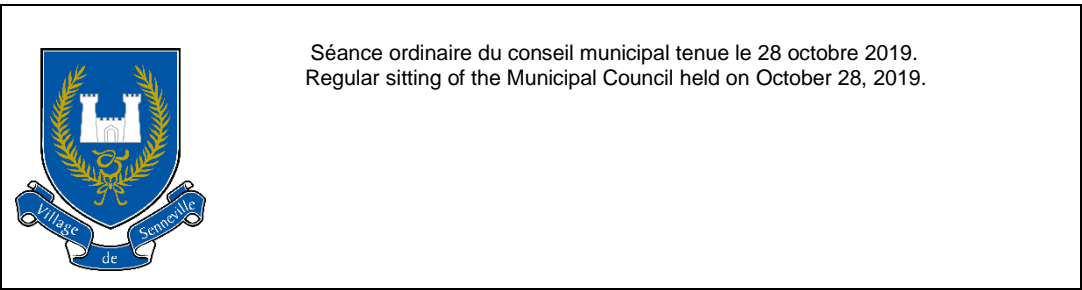 Séance ordinaire du conseil municipal tenue le 28 octobre 2019.
Regular sitting of the Municipal Council held on October 28, 2019.
Village
de
Senneville